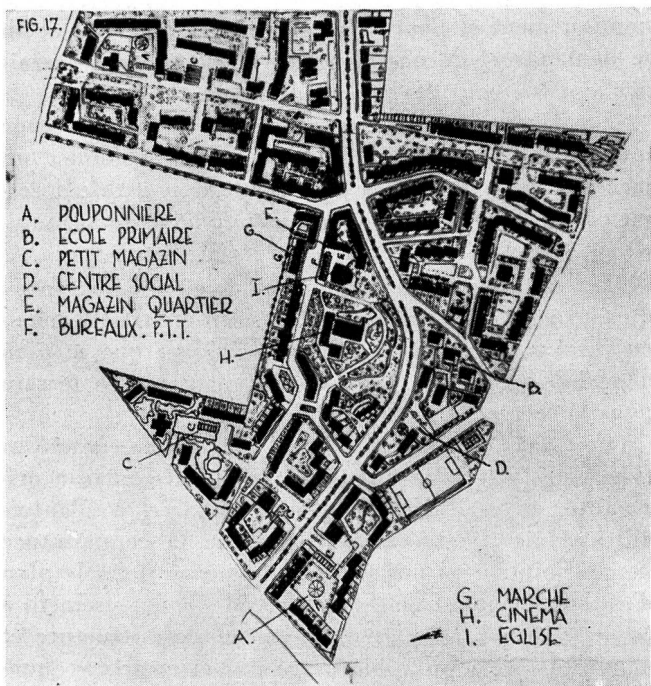 FIG. 17.
A. POUPONNIERE
B. ECOLE PRIMAIRE
C. PETIT MAGAZIN
D. CENTRE SOCIAL
E. MAGAZIN QUARTIER
F. BUREAUX. P.T.T.
E.
G.
I.
H.
B.
C
D.
A.
G. MARCHE
H. CINEMA
I. EGLISE